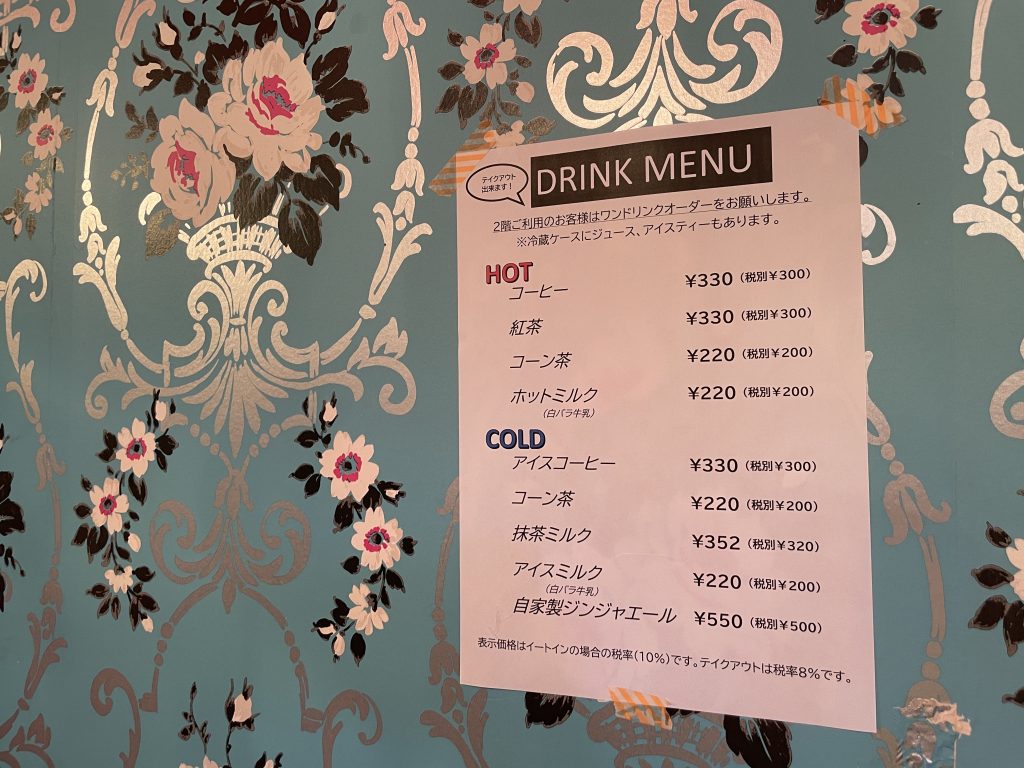 テイクアウト
出来ます！
DRINK MENU
2階ご利用のお客様はワンドリンクオーダーをお願いします。
※冷蔵ケースにジュース、アイスティーもあります。
HOT
コーヒー ¥330（税別¥300）
紅茶 ¥330（税別¥300）
コーン茶 ¥220（税別¥200）
ホットミルク ¥220（税別¥200）
（白バラ牛乳）
COLD
アイスコーヒー ¥330（税別¥300）
コーン茶 ¥220（税別¥200）
抹茶ミルク ¥352（税別¥320）
アイスミルク ¥220（税別¥200）
（白バラ牛乳）
自家製ジンジャエール ¥550（税別¥500）
表示価格はイートインの場合の税率（10%）です。テイクアウトは税率8%です。